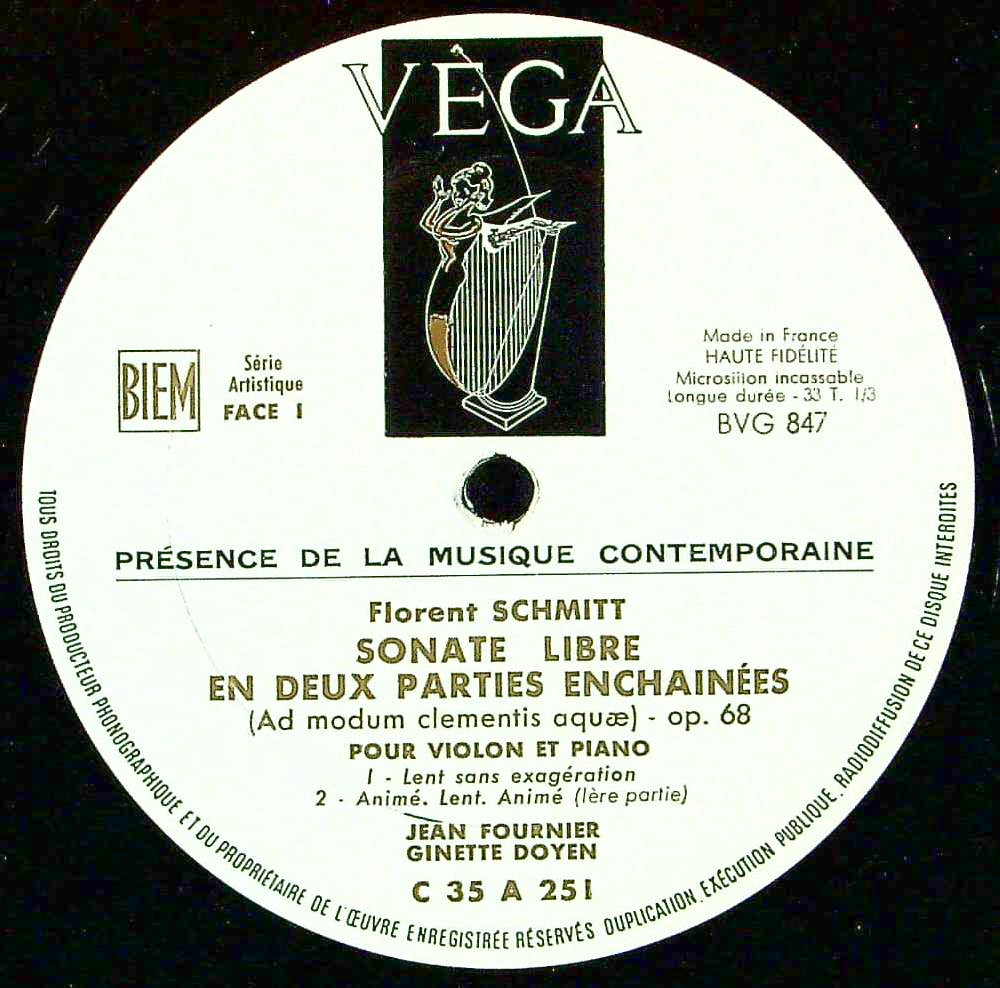 VÉGA
BIEM
Série
Artistique
FACE 1
Made in France
HAUTE FIDÉLITÉ
Microsillon incassable
Longue durée - 33 T. 1/3
BVG 847
PRÉSENCE DE LA MUSIQUE CONTEMPORAINE
Florent SCHMITT
SONATE LIBRE
EN DEUX PARTIES ENCHAINÉES
(Ad modum clementis aquæ) - op. 68
POUR VIOLON ET PIANO
1 - Lent sans exagération
2 - Animé. Lent. Animé (1ère partie)
JEAN FOURNIER
GINETTE DOYEN
C 35 A 251
TOUS DROITS DU PRODUCTEUR PHONOGRAPHIQUE ET DU PROPRIÉTAIRE DE L'ŒUVRE ENREGISTRÉE RÉSERVÉS DUPLICATION. EXÉCUTION PUBLIQUE. RADIODIFFUSION DE CE DISQUE INTERDITES